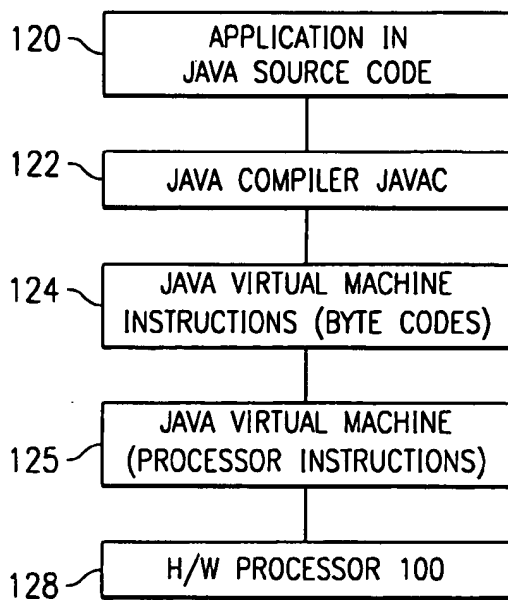 120
APPLICATION IN
JAVA SOURCE CODE
122
JAVA COMPILER JAVAC
124
JAVA VIRTUAL MACHINE
INSTRUCTIONS (BYTE CODES)
125
JAVA VIRTUAL MACHINE
(PROCESSOR INSTRUCTIONS)
128
H/W PROCESSOR 100